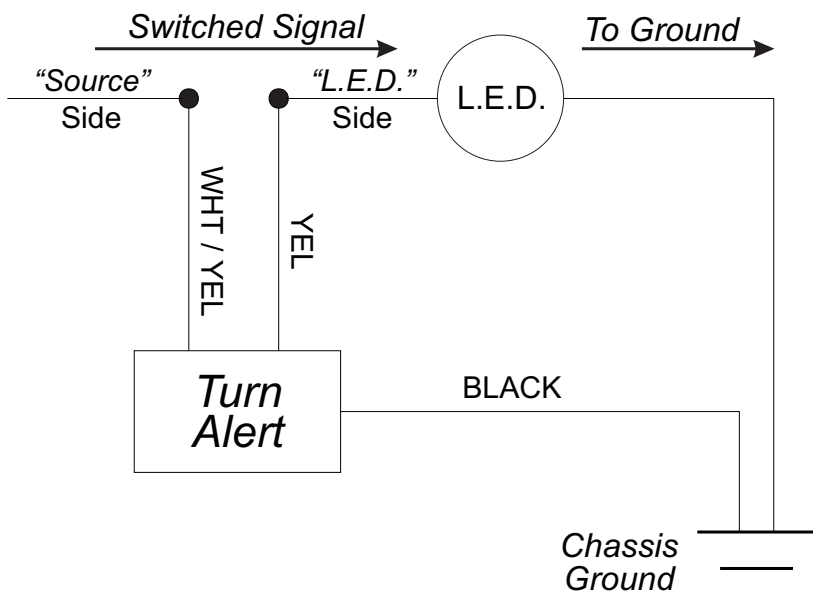 Switched Signal
To Ground
“Source”
Side
“L.E.D.”
Side
L.E.D.
WHT / YEL
YEL
Turn
Alert
BLACK
Chassis
Ground